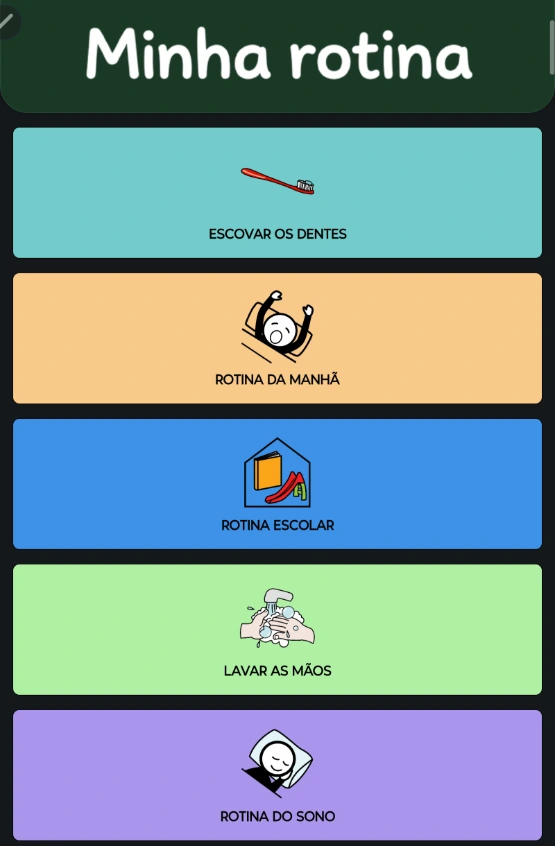 Minha rotina
ESCOVAR OS DENTES
ROTINA DA MANHÃ
ROTINA ESCOLAR
LAVAR AS MÃOS
ROTINA DO SONO